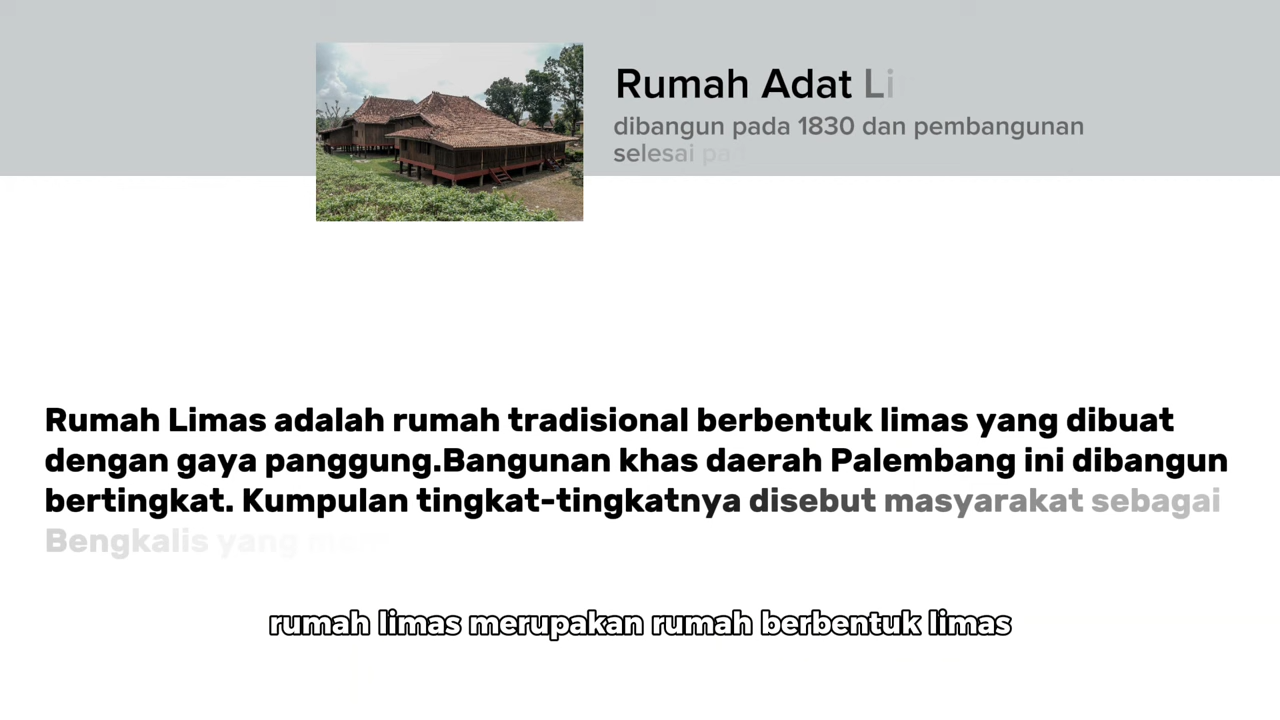 Rumah Adat
dibangun pada 1830 dan pembangunan
selesai
Rumah Limas adalah rumah tradisional berbentuk limas yang dibuat
dengan gaya panggung.Bangunan khas daerah Palembang ini dibangun
bertingkat. Kumpulan tingkat-tingkatnya disebut masyarakat sebagai
Bengkalis yang
rumah limas merupakan rumah berbentuk limas